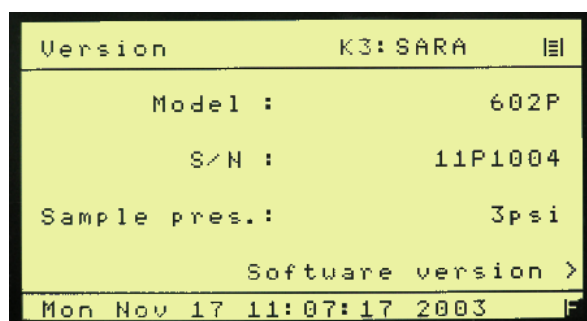 Version K3:SARA
Model : 602P
S/N : 11P1004
Sample pres.: 3psi
Software version >
Mon Nov 17 11:07:17 2003 F